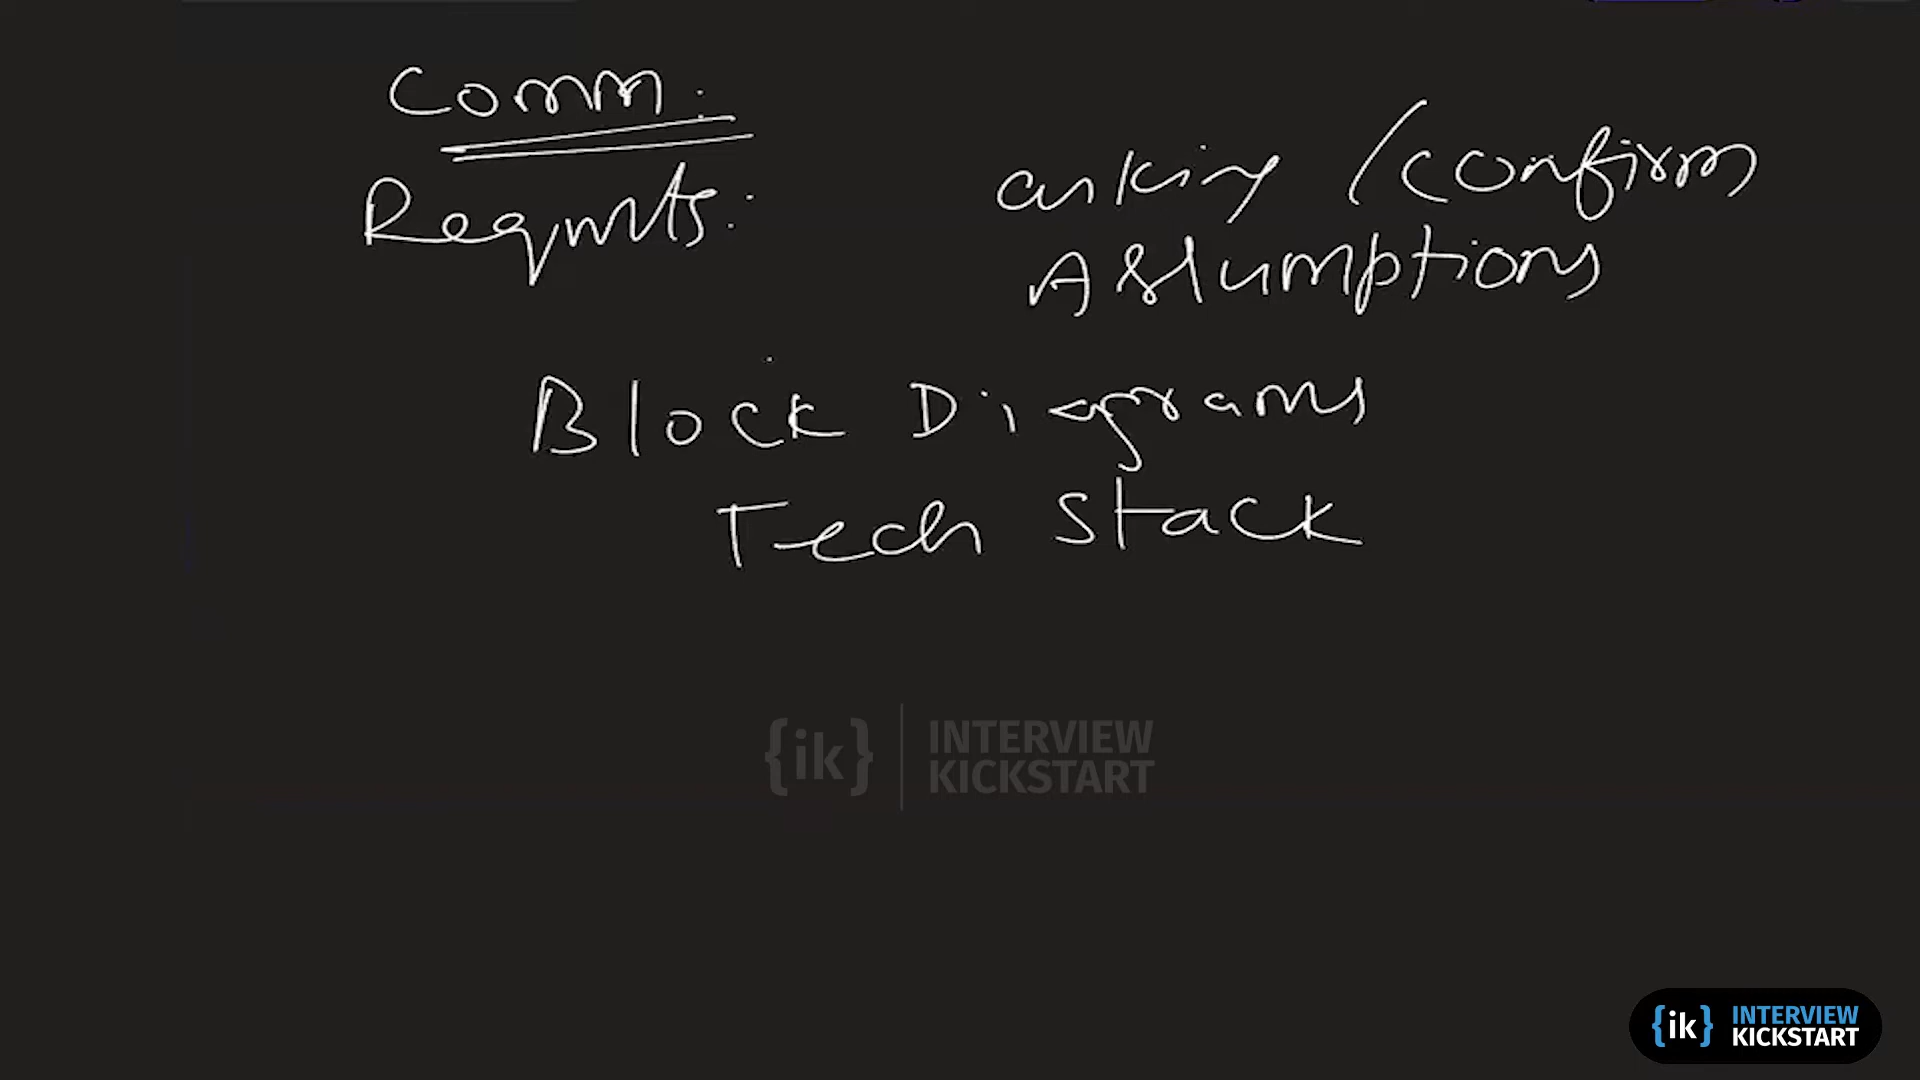 Comm.
Reqmts:
asking / confirm
Assumptions
Block Diagrams
Tech Stack
{ik} INTERVIEW
KICKSTART
{ik} INTERVIEW
KICKSTART